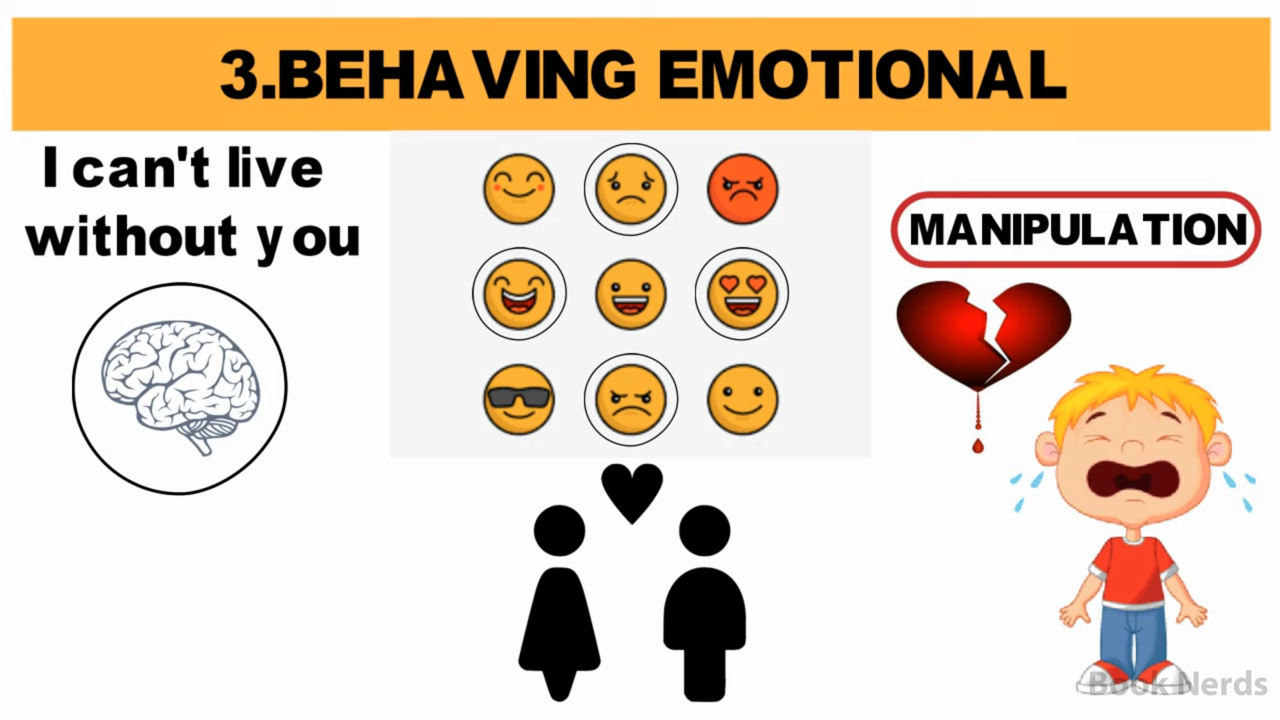 3.BEHAVING EMOTIONAL
I can't live
without you
MANIPULATION
Book Nerds